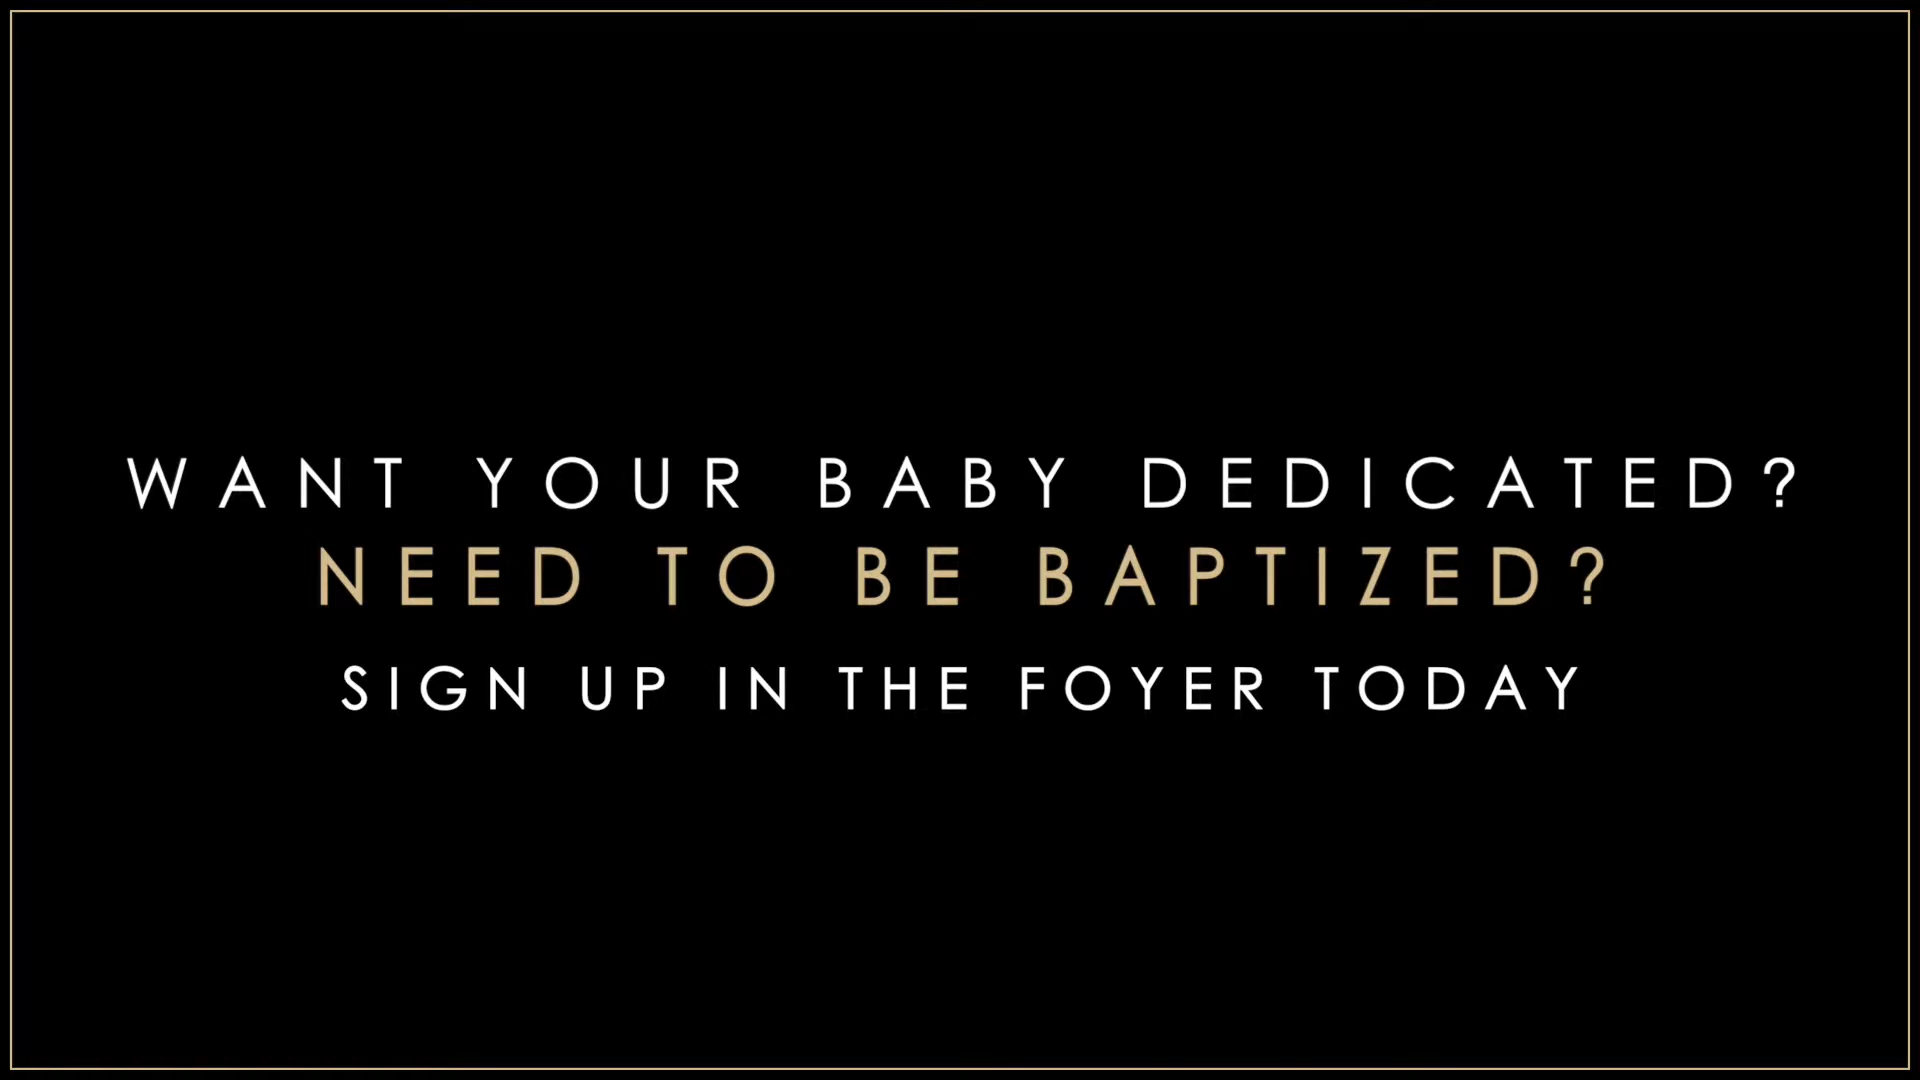 WANT YOUR BABY DEDICATED?
NEED TO BE BAPTIZED?
SIGN UP IN THE FOYER TODAY